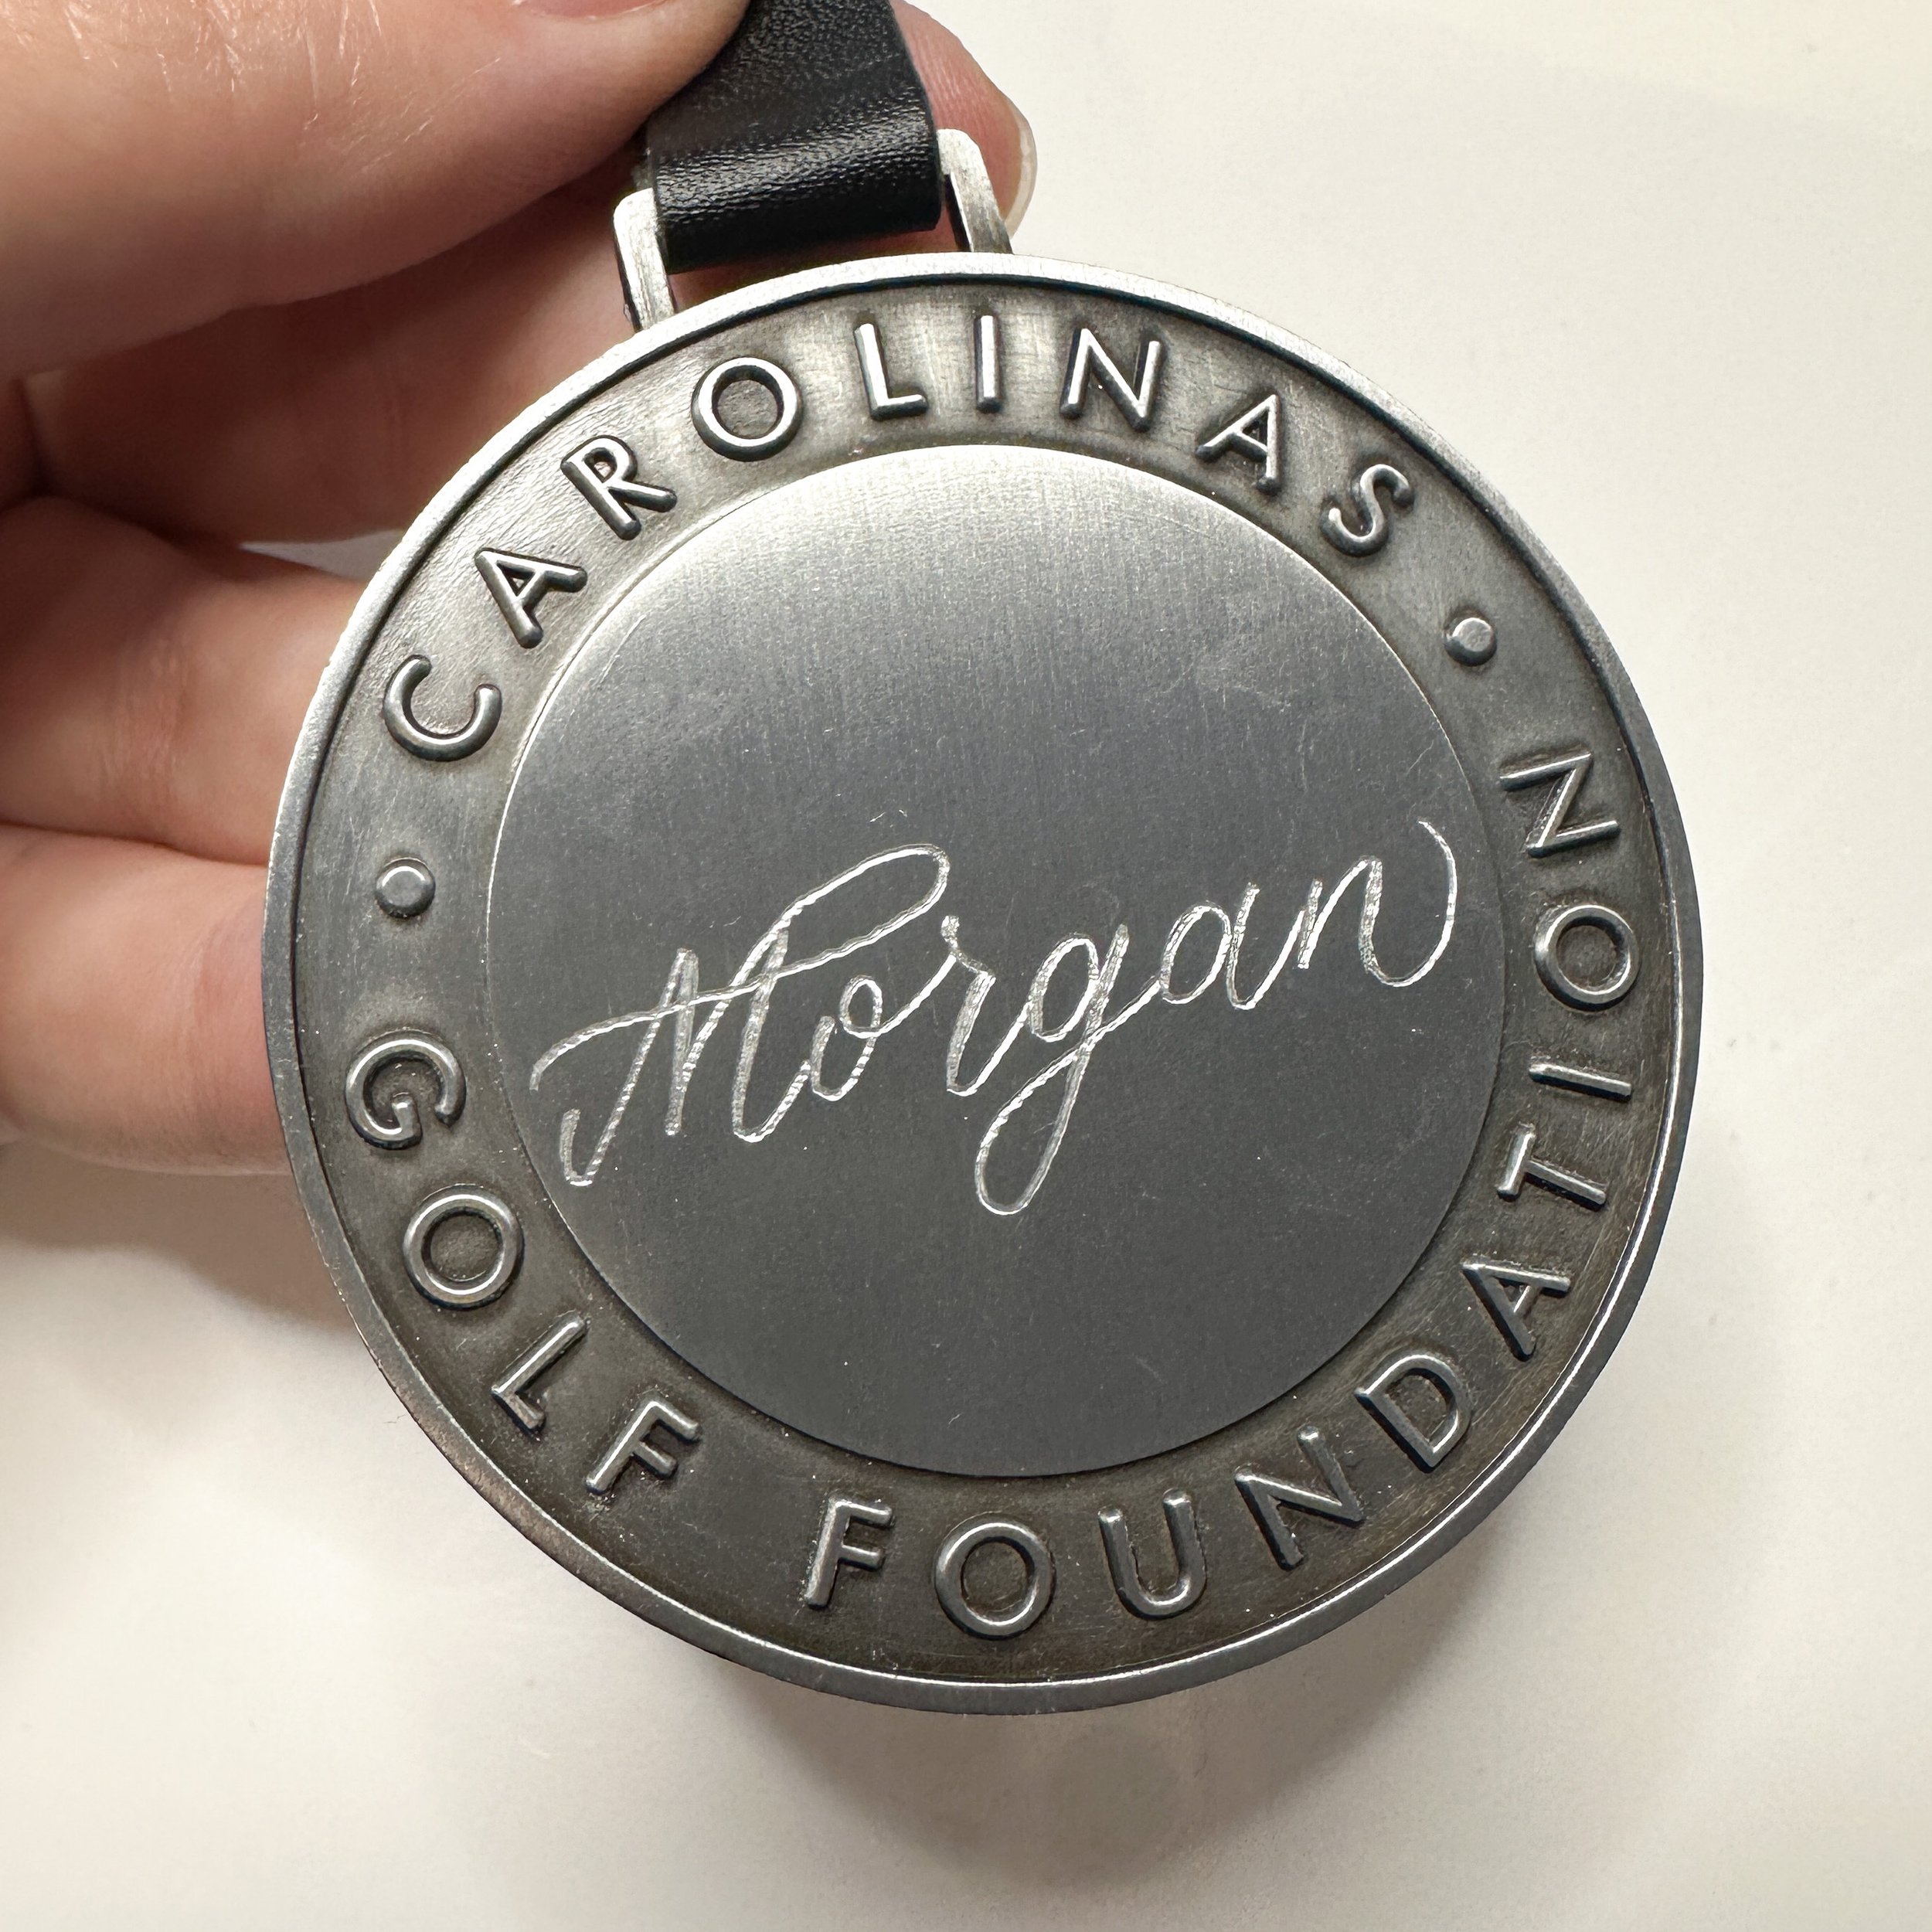 CAROLINAS
Morgan
• GOLF FOUNDATION •